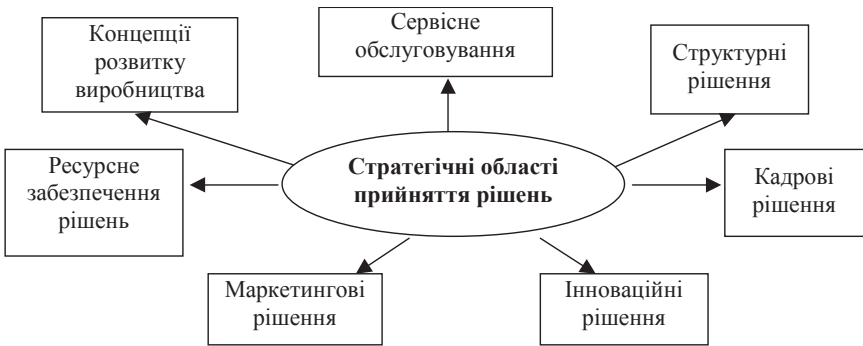 Концепції
розвитку
виробництва
Сервісне
обслуговування
Структурні
рішення
Ресурсне
забезпечення
рішень
Стратегічні області
прийняття рішень
Кадрові
рішення
Маркетингові
рішення
Інноваційні
рішення